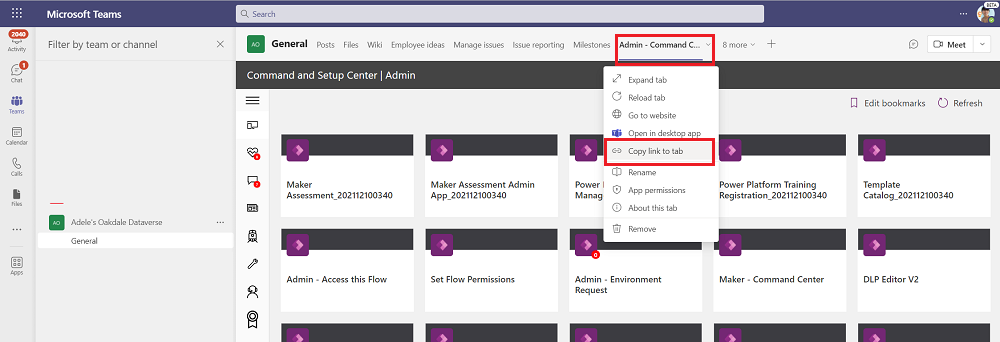 Microsoft Teams
Search
BETA
2040
Activity
1
Chat
Teams
Calendar
Calls
Files
Apps
Filter by team or channel
AO
Adele's Oakdale Dataverse
General
AO
General
Posts
Files
Wiki
Employee ideas
Manage issues
Issue reporting
Milestones
Admin - Command C...
8 more
Meet
Command and Setup Center | Admin
Edit bookmarks
Refresh
Expand tab
Reload tab
Go to website
Open in desktop app
Copy link to tab
Rename
App permissions
About this tab
Remove
Maker
Assessment_202112100340
Maker Assessment Admin
App_202112100340
Power
Manag
Power Platform Training
Registration_202112100340
Template
Catalog_202112100340
Admin - Access this Flow
Set Flow Permissions
0
Admin - Environment
Request
Maker - Command Center
DLP Editor V2